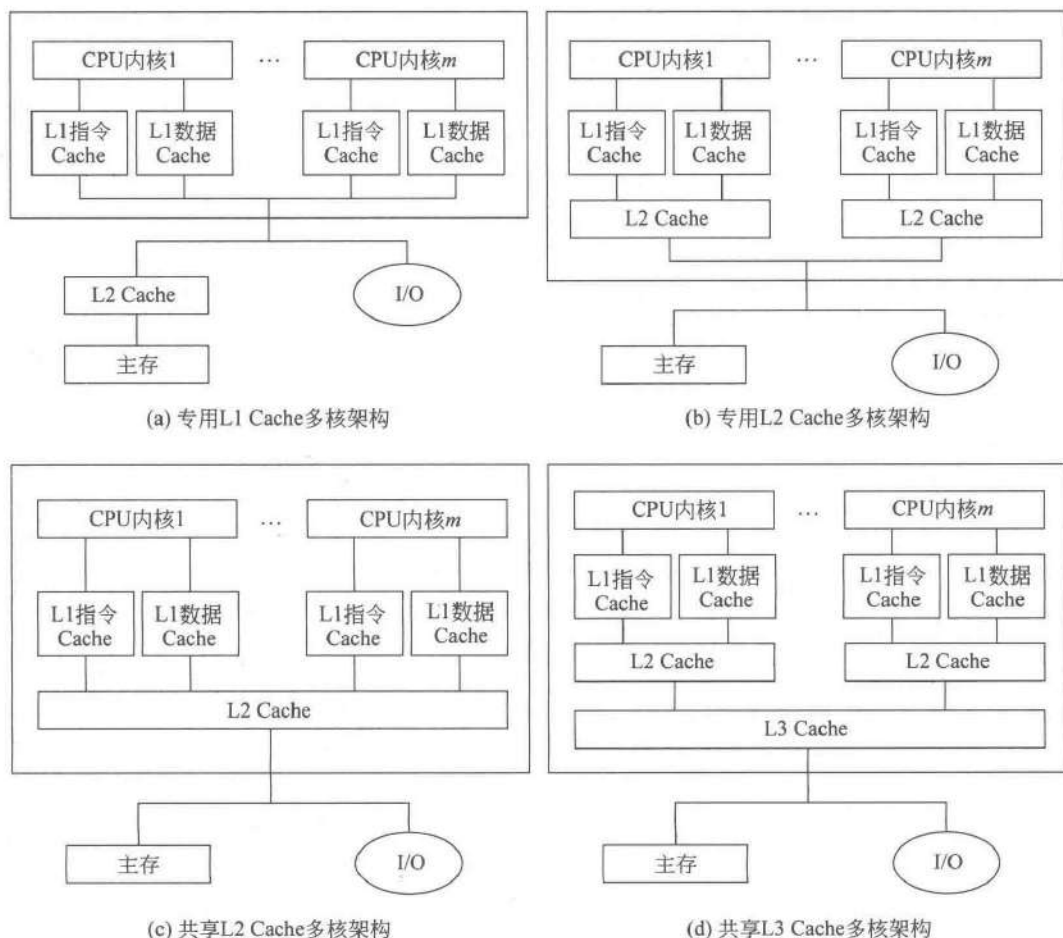 CPU内核1 … CPU内核m
L1指令 L1数据 L1指令 L1数据
Cache Cache Cache Cache
L2 Cache I/O
主存
(a) 专用L1 Cache多核架构
CPU内核1 … CPU内核m
L1指令 L1数据 L1指令 L1数据
Cache Cache Cache Cache
L2 Cache L2 Cache
主存 I/O
(b) 专用L2 Cache多核架构
CPU内核1 … CPU内核m
L1指令 L1数据 L1指令 L1数据
Cache Cache Cache Cache
L2 Cache
主存 I/O
(c) 共享L2 Cache多核架构
CPU内核1 … CPU内核m
L1指令 L1数据 L1指令 L1数据
Cache Cache Cache Cache
L2 Cache L2 Cache
L3 Cache
主存 I/O
(d) 共享L3 Cache多核架构